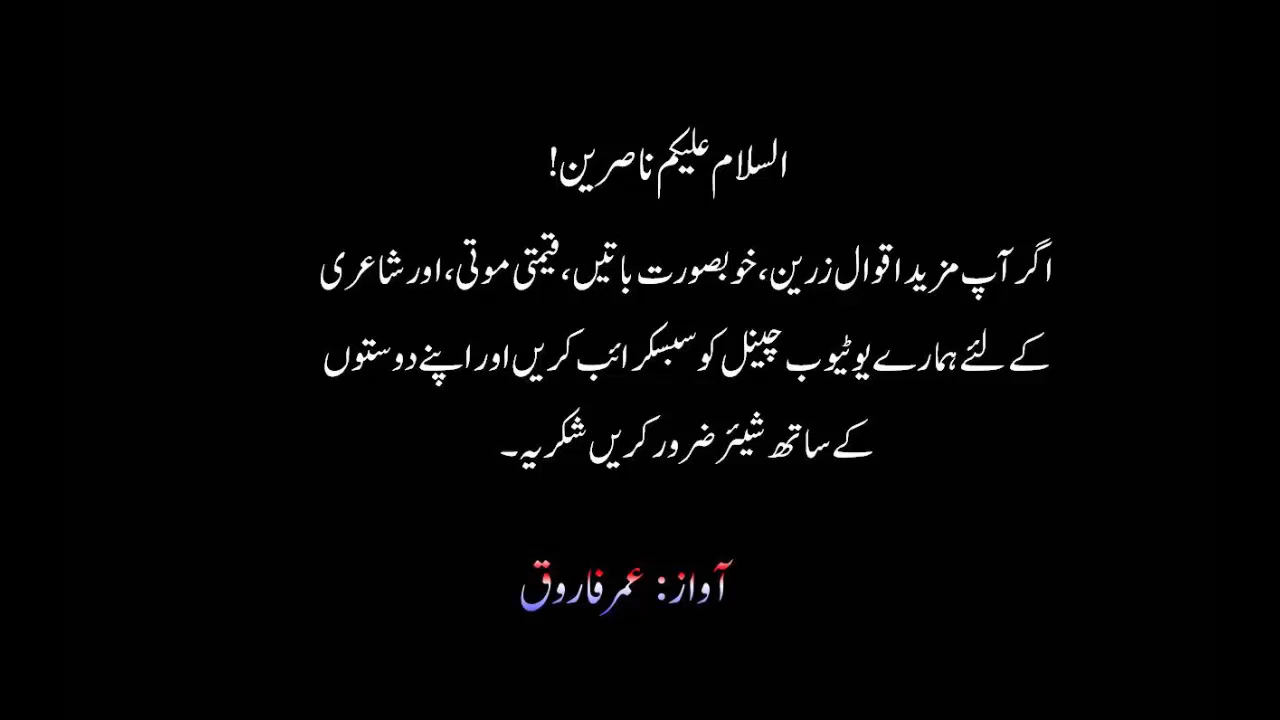 السلام علیکم ناصرین!
اگر آپ مزید اقوال زرین، خوبصورت باتیں، قیمتی موتی، اور شاعری
کے لئے ہمارے یوٹیوب چینل کو سبسکرائب کریں اور اپنے دوستوں
کے ساتھ شیئر ضرور کریں شکریہ۔
آواز: عمر فاروق